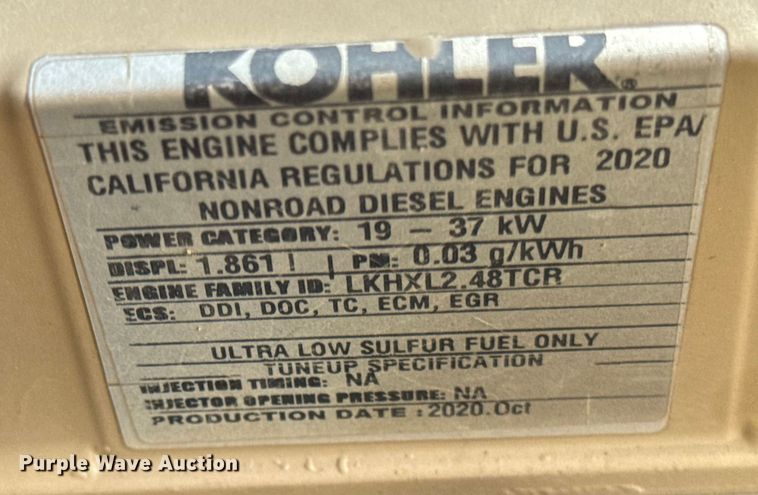 KOHLER®
EMISSION CONTROL INFORMATION
THIS ENGINE COMPLIES WITH U.S. EPA/
CALIFORNIA REGULATIONS FOR 2020
NONROAD DIESEL ENGINES
POWER CATEGORY: 19 – 37 kW
DISPL: 1.861 l | PM: 0.03 g/kWh
ENGINE FAMILY ID: LKHXL2.48TCR
ECS: DDI, DOC, TC, ECM, EGR
ULTRA LOW SULFUR FUEL ONLY
TUNEUP SPECIFICATION
INJECTION TIMING: NA
INJECTOR OPENING PRESSURE: NA
PRODUCTION DATE : 2020.Oct
Purple Wave Auction